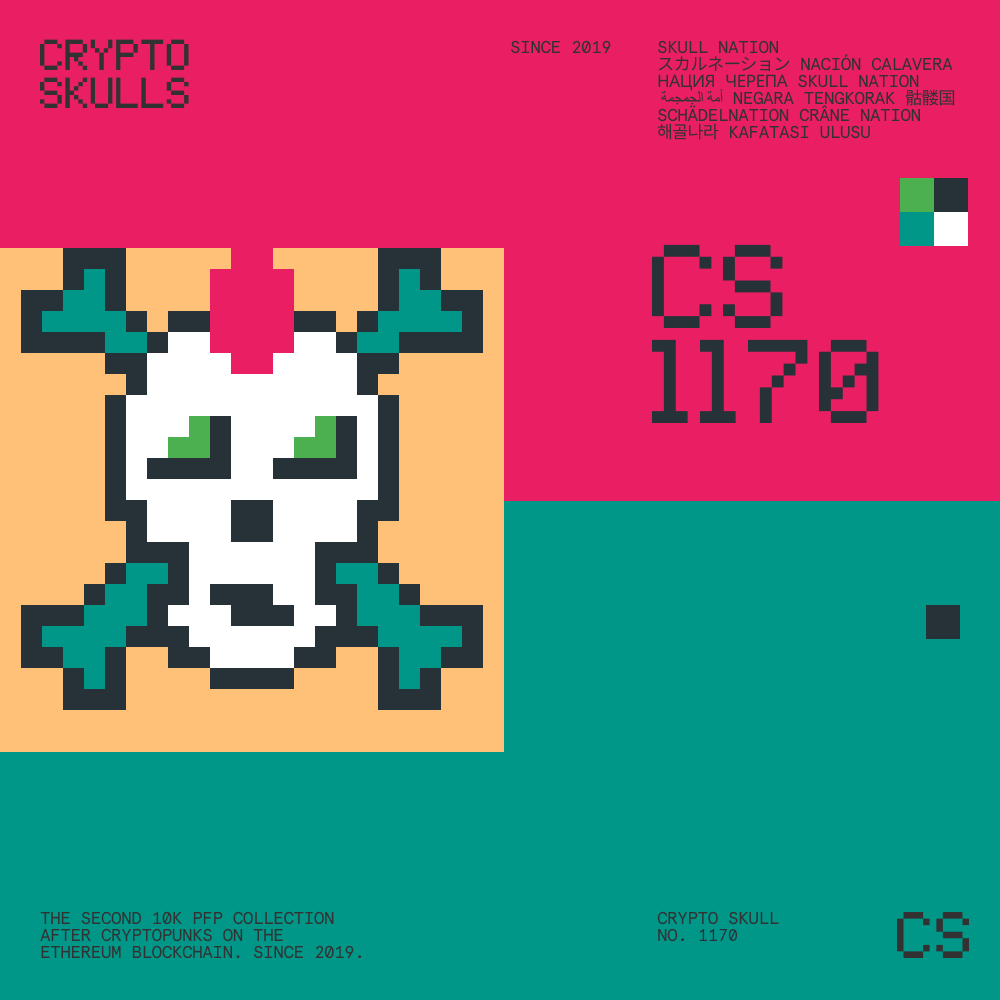 CRYPTO
SKULLS
SINCE 2019
SKULL NATION
スカルネーション NACIÓN CALAVERA
НАЦИЯ ЧЕРЕПА SKULL NATION
أمة الجمجمة NEGARA TENGKORAK 骷髅国
SCHÄDELNATION CRÂNE NATION
해골나라 KAFATASI ULUSU
CS
1170
THE SECOND 10K PFP COLLECTION
AFTER CRYPTOPUNKS ON THE
ETHEREUM BLOCKCHAIN. SINCE 2019.
CRYPTO SKULL
NO. 1170
CS